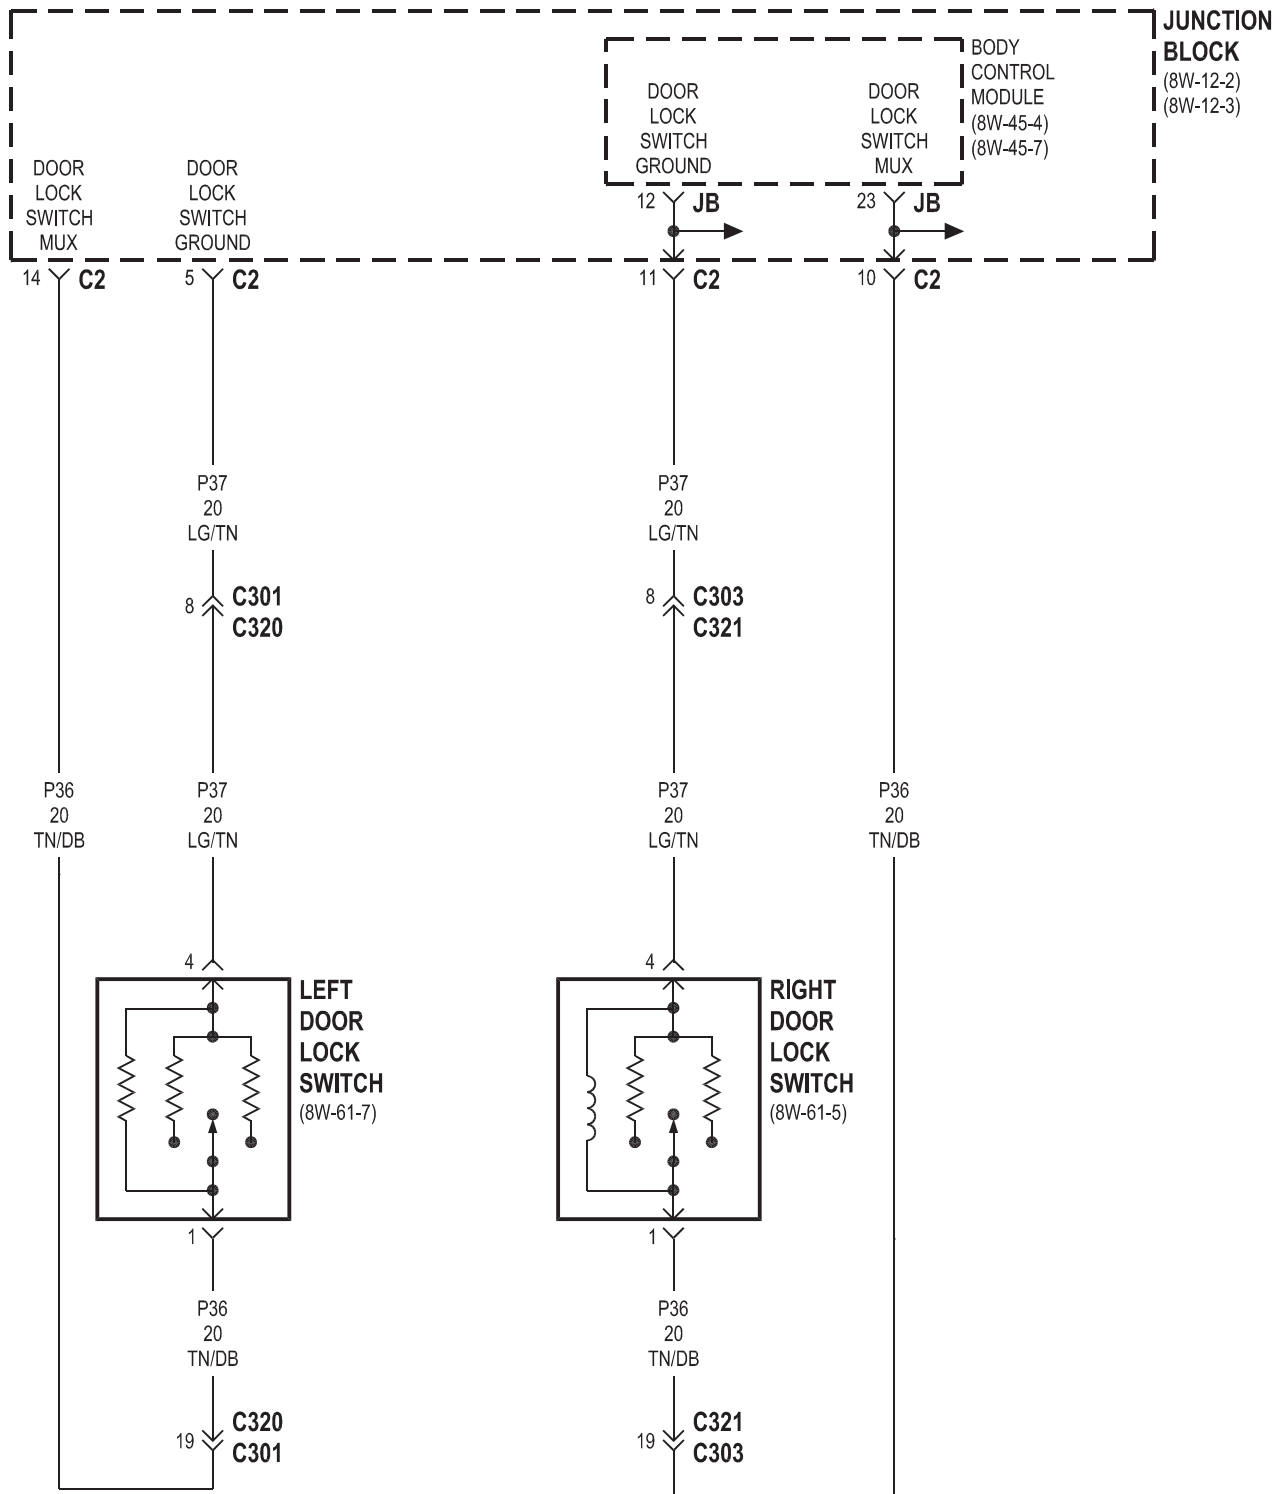 JUNCTION
BLOCK
(8W-12-2)
(8W-12-3)
BODY
CONTROL
MODULE
(8W-45-4)
(8W-45-7)
DOOR
LOCK
SWITCH
GROUND
DOOR
LOCK
SWITCH
MUX
12
JB
23
JB
DOOR
LOCK
SWITCH
MUX
DOOR
LOCK
SWITCH
GROUND
14
C2
5
C2
11
C2
10
C2
P37
20
LG/TN
P37
20
LG/TN
8
C301
C320
8
C303
C321
P36
20
TN/DB
P37
20
LG/TN
P37
20
LG/TN
P36
20
TN/DB
4
LEFT
DOOR
LOCK
SWITCH
(8W-61-7)
4
RIGHT
DOOR
LOCK
SWITCH
(8W-61-5)
1
1
P36
20
TN/DB
P36
20
TN/DB
19
C320
C301
19
C321
C303